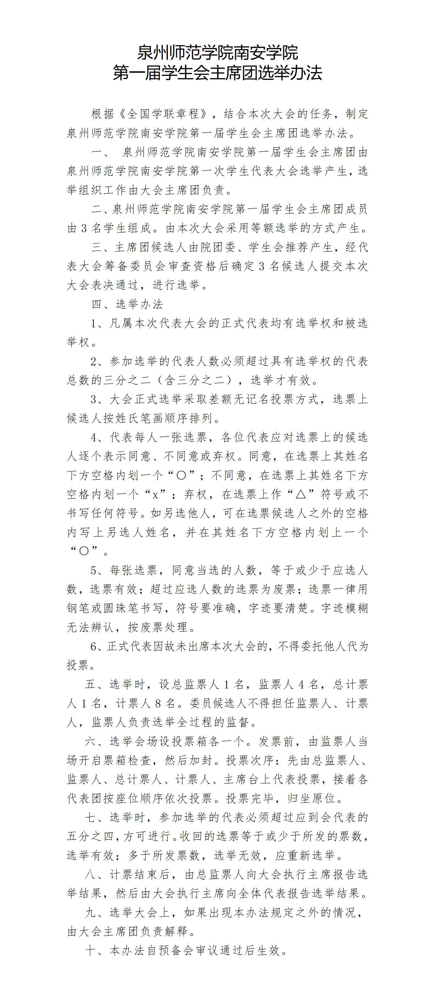 泉州师范学院南安学院
第一届学生会主席团选举办法
根据《全国学联章程》，结合本次大会的任务，制定
泉州师范学院南安学院第一届学生会主席团选举办法。
一、 泉州师范学院南安学院第一届学生会主席团由
泉州师范学院南安学院第一次学生代表大会选举产生，选
举组织工作由大会主席团负责。
二、泉州师范学院南安学院第一届学生会主席团成员
由 3 名学生组成。由本次大会采用等额选举的方式产生。
三、主席团候选人由院团委、学生会推荐产生，经代
表大会筹备委员会审查资格后确定 3 名候选人提交本次
大会表决通过，进行选举。
四、选举办法
1、凡属本次代表大会的正式代表均有选举权和被选
举权。
2、参加选举的代表人数必须超过具有选举权的代表
总数的三分之二（含三分之二），选举才有效。
3、大会正式选举采取差额无记名投票方式，选票上
候选人按姓氏笔画顺序排列。
4、代表每人一张选票，各位代表应对选票上的候选
人逐个表示同意、不同意或弃权。同意，在选票上其姓名
下方空格内划一个“〇”；不同意，在选票上其姓名下方
空格内划一个“x”；弃权，在选票上作“△”符号或不
书写任何符号。如另选他人，可在选票候选人之外的空格
内写上另选人姓名，并在其姓名下方空格内划上一个
“〇”。
5、每张选票，同意当选的人数，等于或少于应选人
数，选票有效；超过应选人数的选票为废票；选票一律用
钢笔或圆珠笔书写，符号要准确，字迹要清楚。字迹模糊
无法辨认，按废票处理。
6、正式代表因故未出席本次大会的，不得委托他人代为
投票。
五、选举时，设总监票人 1 名，监票人 4 名，总计票
人 1 名，计票人 8 名。委员候选人不得担任监票人、计票
人，监票人负责选举全过程的监督。
六、选举会场设投票箱各一个。发票前，由监票人当
场开启票箱检查，然后加封。投票次序：先由总监票人、
监票人、总计票人、计票人、主席台上代表投票，接着各
代表团按座位顺序依次投票。投票完毕，归坐原位。
七、选举时，参加选举的代表必须超过应到会代表的
五分之四，方可进行。收回的选票等于或少于所发的票数，
选举有效；多于所发票数，选举无效，应重新选举。
八、计票结束后，由总监票人向大会执行主席报告选
举结果，然后由大会执行主席向全体代表报告选举结果。
九、选举大会上，如果出现本办法规定之外的情况，
由大会主席团负责解释。
十、本办法自预备会审议通过后生效。